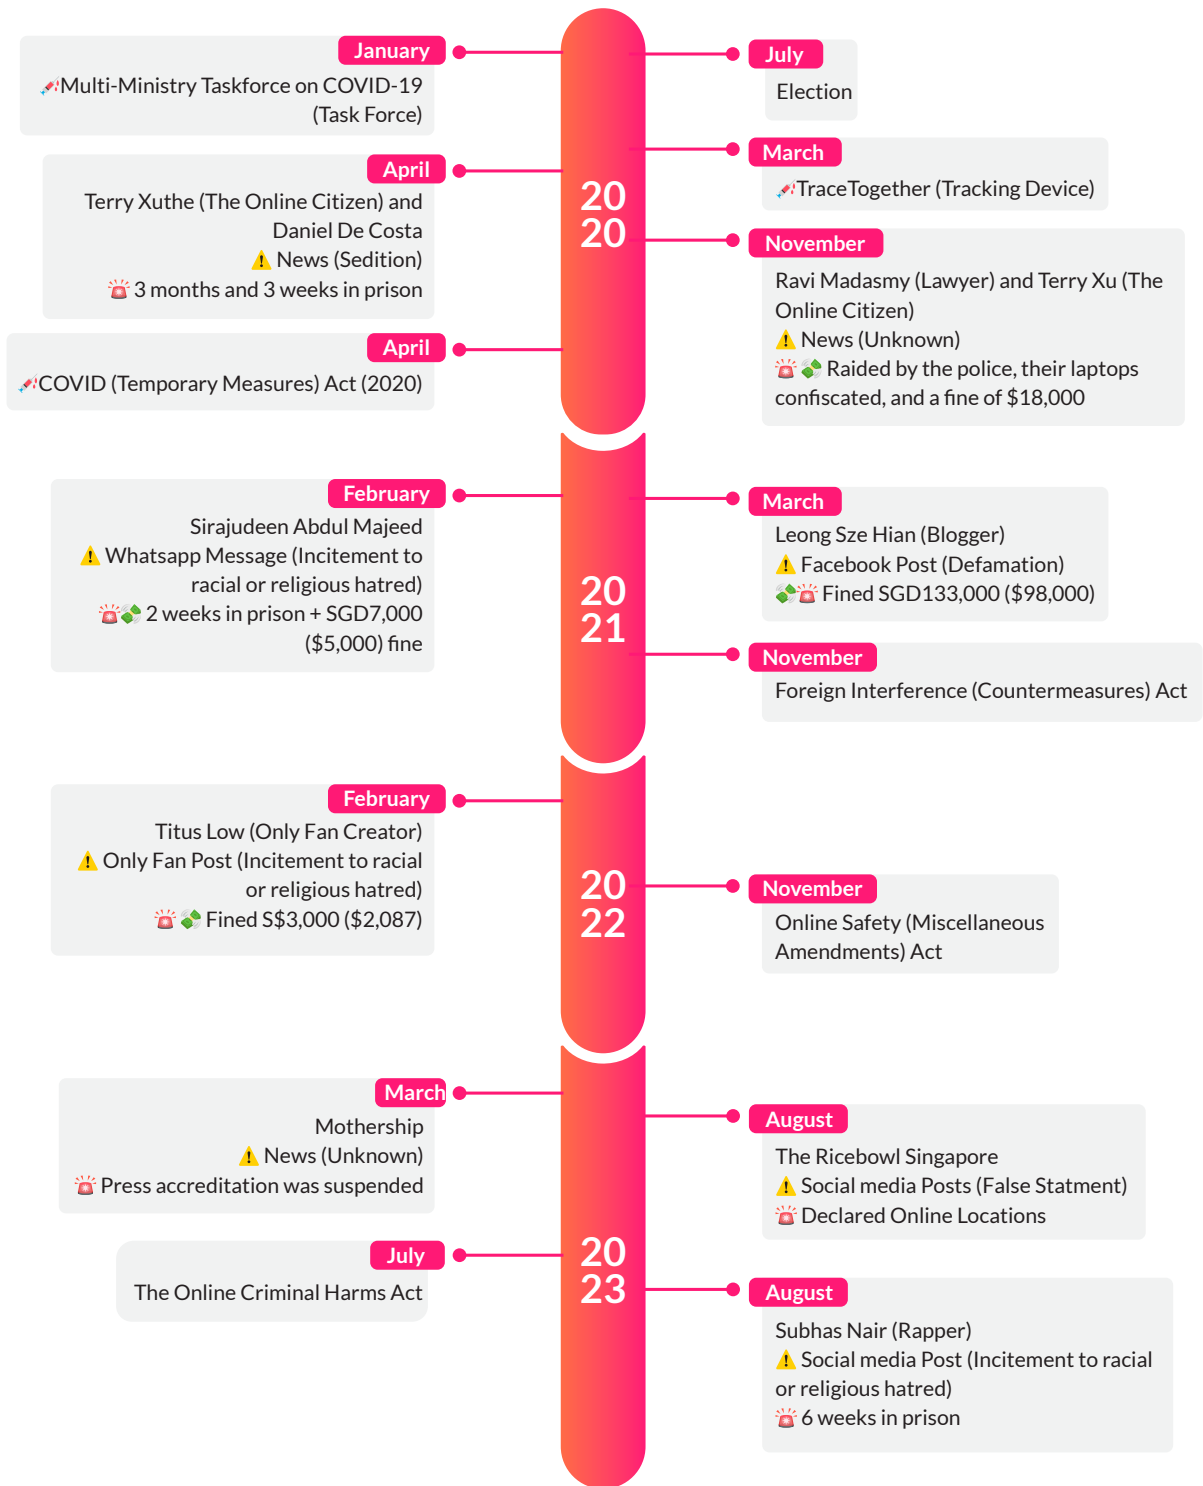 January
Multi-Ministry Taskforce on COVID-19
(Task Force)
July
Election
March
TraceTogether (Tracking Device)
April
Terry Xuthe (The Online Citizen) and
Daniel De Costa
⚠️ News (Sedition)
🚨 3 months and 3 weeks in prison
20
20
November
Ravi Madasmy (Lawyer) and Terry Xu (The
Online Citizen)
⚠️ News (Unknown)
🚨💸 Raided by the police, their laptops
confiscated, and a fine of $18,000
April
COVID (Temporary Measures) Act (2020)
February
Sirajudeen Abdul Majeed
⚠️ Whatsapp Message (Incitement to
racial or religious hatred)
🚨💸 2 weeks in prison + SGD7,000
($5,000) fine
20
21
March
Leong Sze Hian (Blogger)
⚠️ Facebook Post (Defamation)
💸🚨 Fined SGD133,000 ($98,000)
November
Foreign Interference (Countermeasures) Act
February
Titus Low (Only Fan Creator)
⚠️ Only Fan Post (Incitement to racial
or religious hatred)
🚨💸 Fined S$3,000 ($2,087)
20
22
November
Online Safety (Miscellaneous
Amendments) Act
March
Mothership
⚠️ News (Unknown)
🚨 Press accreditation was suspended
August
The Ricebowl Singapore
⚠️ Social media Posts (False Statment)
🚨 Declared Online Locations
July
The Online Criminal Harms Act
20
23
August
Subhas Nair (Rapper)
⚠️ Social media Post (Incitement to racial
or religious hatred)
🚨 6 weeks in prison